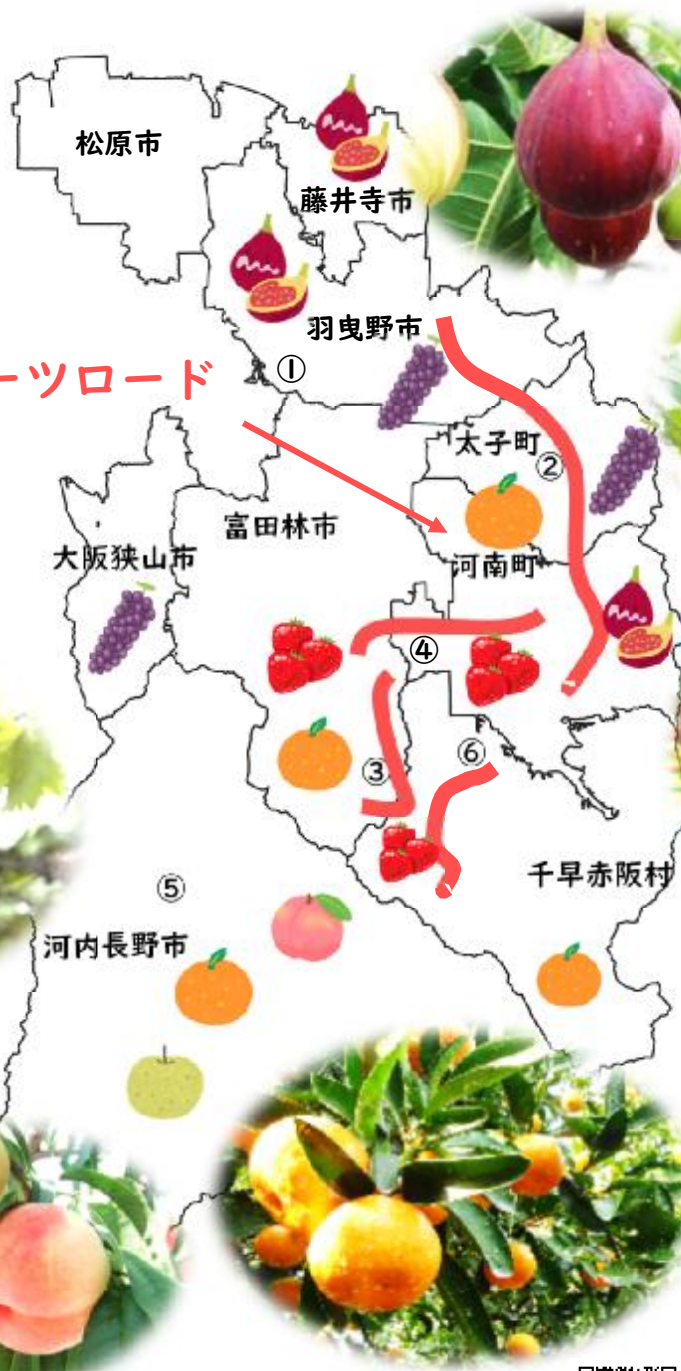 松原市
藤井寺市
羽曳野市
①
ーツロード
太子町
②
富田林市
大阪狭山市
河南町
④
③
⑥
千早赤阪村
⑤
河内長野市